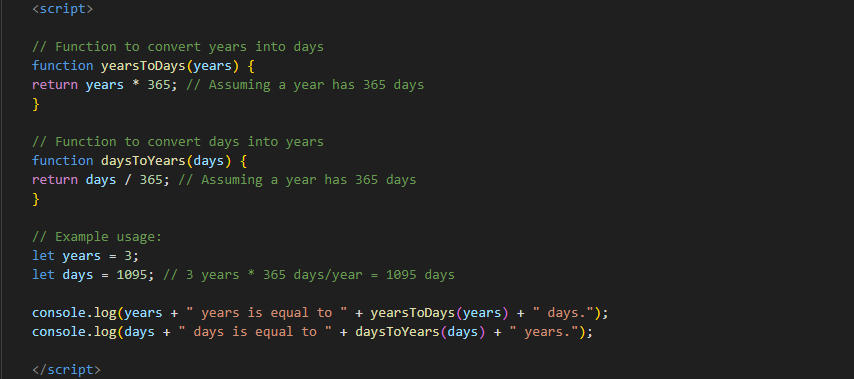 <script>
// Function to convert years into days
function yearsToDays(years) {
return years * 365; // Assuming a year has 365 days
}
// Function to convert days into years
function daysToYears(days) {
return days / 365; // Assuming a year has 365 days
}
// Example usage:
let years = 3;
let days = 1095; // 3 years * 365 days/year = 1095 days
console.log(years + " years is equal to " + yearsToDays(years) + " days.");
console.log(days + " days is equal to " + daysToYears(days) + " years.");
</script>